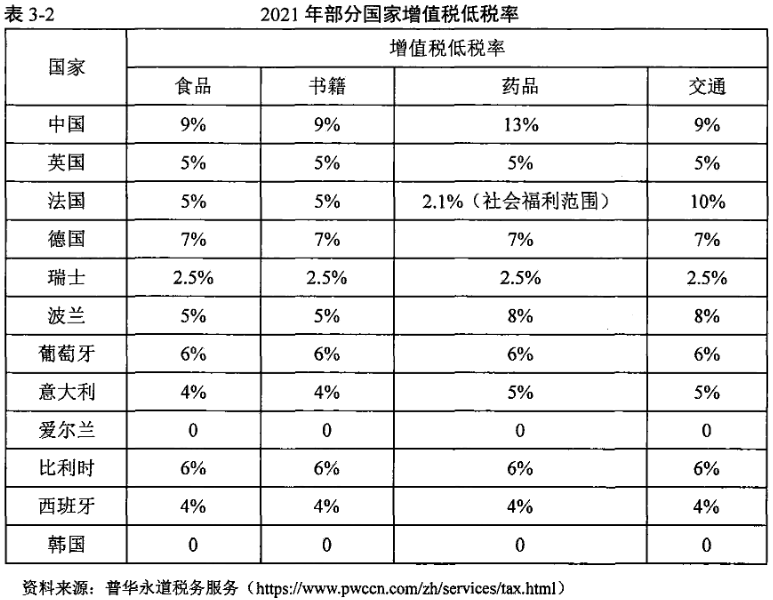 表 3-2 2021 年部分国家增值税低税率
国家 增值税低税率
食品 书籍 药品 交通
中国 9% 9% 13% 9%
英国 5% 5% 5% 5%
法国 5% 5% 2.1%（社会福利范围） 10%
德国 7% 7% 7% 7%
瑞士 2.5% 2.5% 2.5% 2.5%
波兰 5% 5% 8% 8%
葡萄牙 6% 6% 6% 6%
意大利 4% 4% 5% 5%
爱尔兰 0 0 0 0
比利时 6% 6% 6% 6%
西班牙 4% 4% 4% 4%
韩国 0 0 0 0
资料来源：普华永道税务服务（https://www.pwccn.com/zh/services/tax.html）